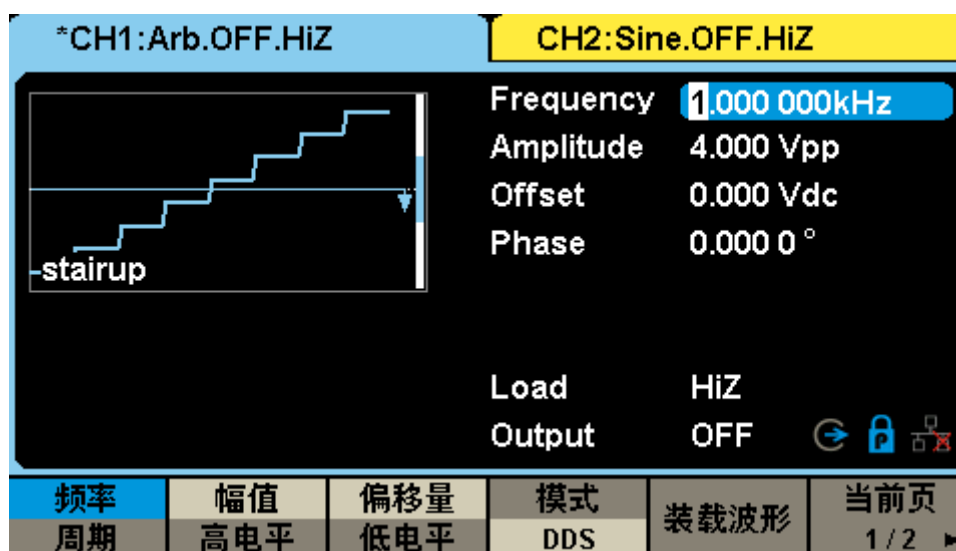 *CH1:Arb.OFF.HiZ
CH2:Sine.OFF.HiZ
Frequency 1.000 000kHz
Amplitude 4.000 Vpp
Offset 0.000 Vdc
Phase 0.000 0 °
stairup
Load HiZ
Output OFF
频率 幅值 偏移量 模式 装载波形 当前页
周期 高电平 低电平 DDS 1/2